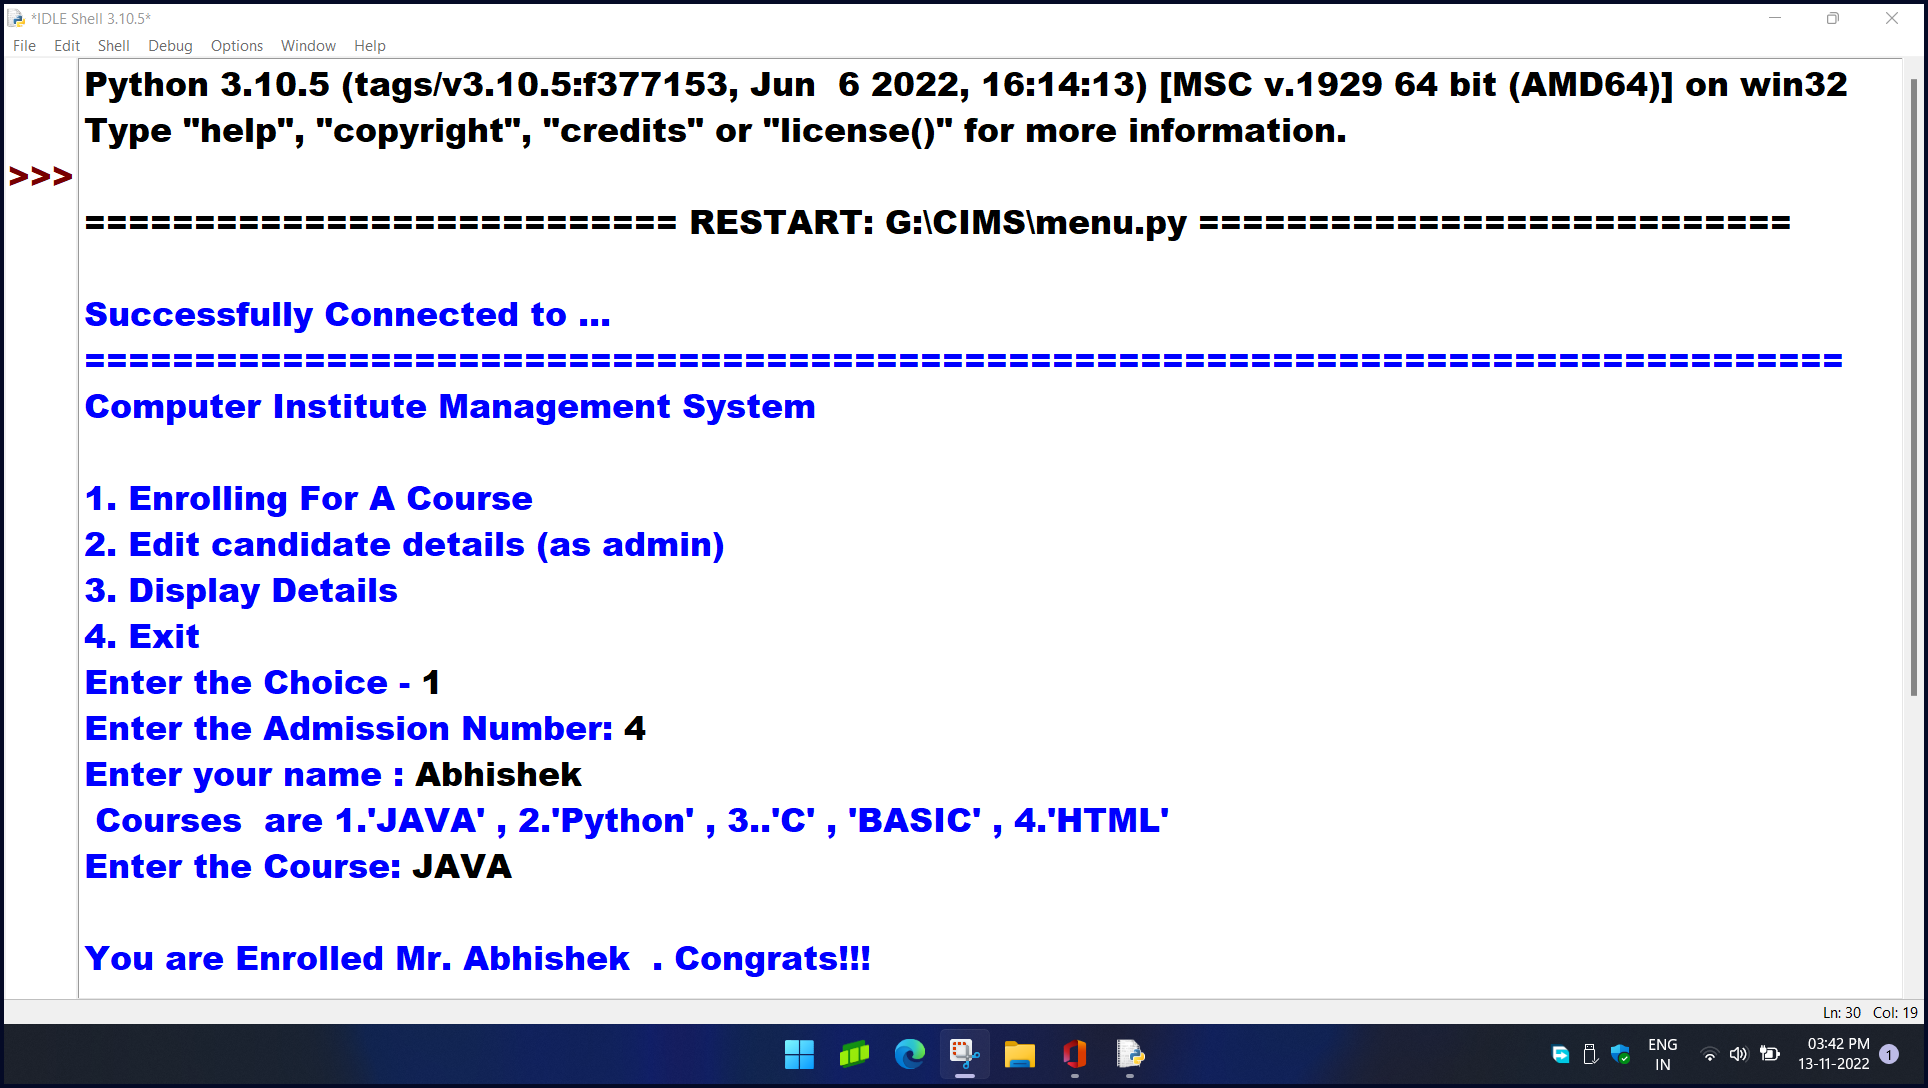 *IDLE Shell 3.10.5*
File Edit Shell Debug Options Window Help
Python 3.10.5 (tags/v3.10.5:f377153, Jun  6 2022, 16:14:13) [MSC v.1929 64 bit (AMD64)] on win32
Type "help", "copyright", "credits" or "license()" for more information.
>>>
=========================== RESTART: G:\CIMS\menu.py ===========================
Successfully Connected to ...
================================================================================
Computer Institute Management System
1. Enrolling For A Course
2. Edit candidate details (as admin)
3. Display Details
4. Exit
Enter the Choice - 1
Enter the Admission Number: 4
Enter your name : Abhishek
 Courses  are 1.'JAVA' , 2.'Python' , 3..'C' , 'BASIC' , 4.'HTML'
Enter the Course: JAVA
You are Enrolled Mr. Abhishek  . Congrats!!!
Ln: 30 Col: 19
ENG
IN
03:42 PM
13-11-2022
1